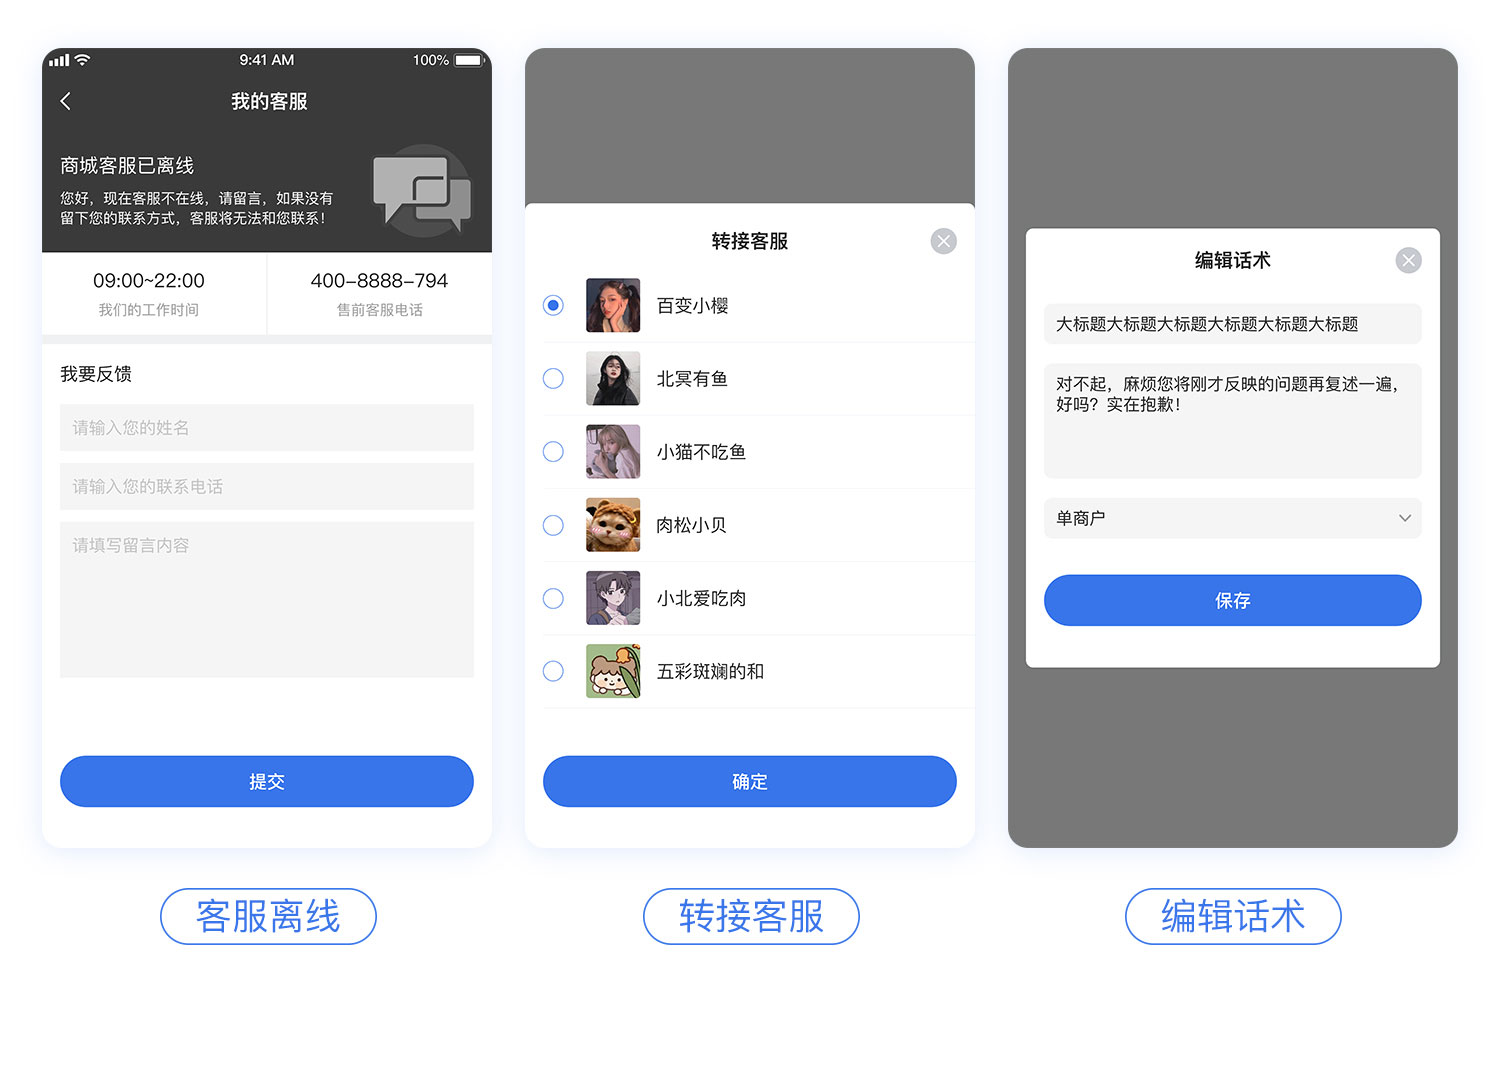 9:41 AM
100%
我的客服
商城客服已离线
您好，现在客服不在线，请留言，如果没有
留下您的联系方式，客服将无法和您联系！
09:00~22:00
我们的工作时间
400-8888-794
售前客服电话
我要反馈
请输入您的姓名
请输入您的联系电话
请填写留言内容
提交
客服离线
转接客服
百变小樱
北冥有鱼
小猫不吃鱼
肉松小贝
小北爱吃肉
五彩斑斓的和
确定
转接客服
编辑话术
大标题大标题大标题大标题大标题大标题
对不起，麻烦您将刚才反映的问题再复述一遍，
好吗？实在抱歉！
单商户
保存
编辑话术